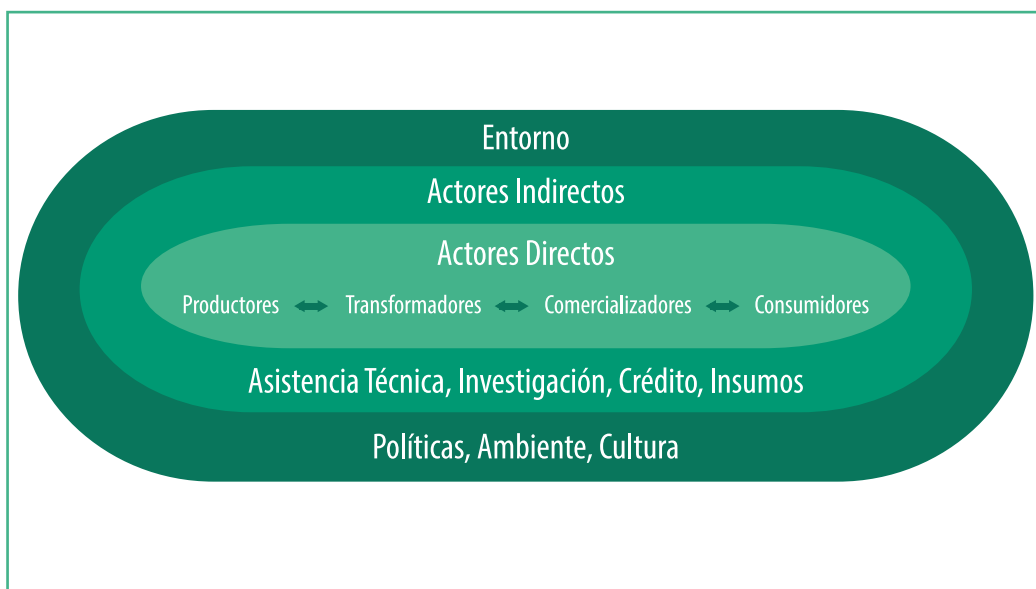 Entorno
Actores Indirectos
Actores Directos
Productores Transformadores Comercializadores Consumidores
Asistencia Técnica, Investigación, Crédito, Insumos
Políticas, Ambiente, Cultura